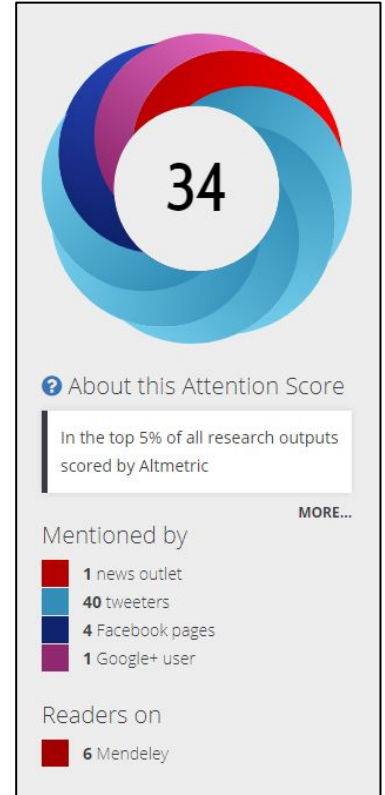 34
? About this Attention Score
In the top 5% of all research outputs
scored by Altmetric
MORE...
Mentioned by
1 news outlet
40 tweeters
4 Facebook pages
1 Google+ user
Readers on
6 Mendeley